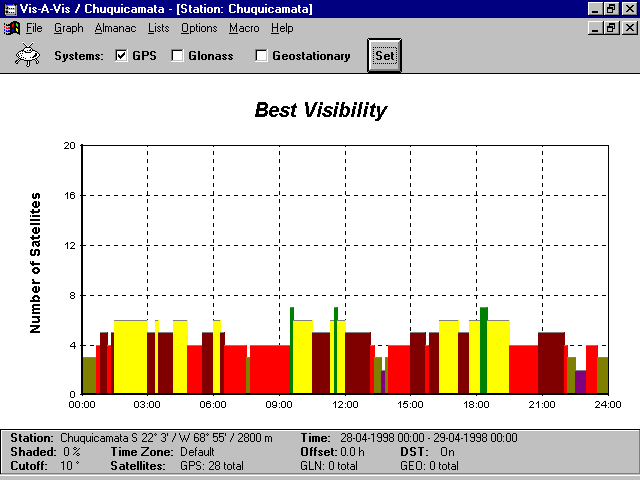 Vis-A-Vis / Chuquicamata - [Station: Chuquicamata]
File Graph Almanac Lists Options Macro Help
Systems: GPS Glonass Geostationary Set
Best Visibility
Number of Satellites
20
16
12
8
4
0
00:00 03:00 06:00 09:00 12:00 15:00 18:00 21:00 24:00
Station: Chuquicamata S 22° 3' / W 68° 55' / 2800 m Time: 28-04-1998 00:00 - 29-04-1998 00:00
Shaded: 0 % Time Zone: Default Offset: 0.0 h DST: On
Cutoff: 10 ° Satellites: GPS: 28 total GLN: 0 total GEO: 0 total